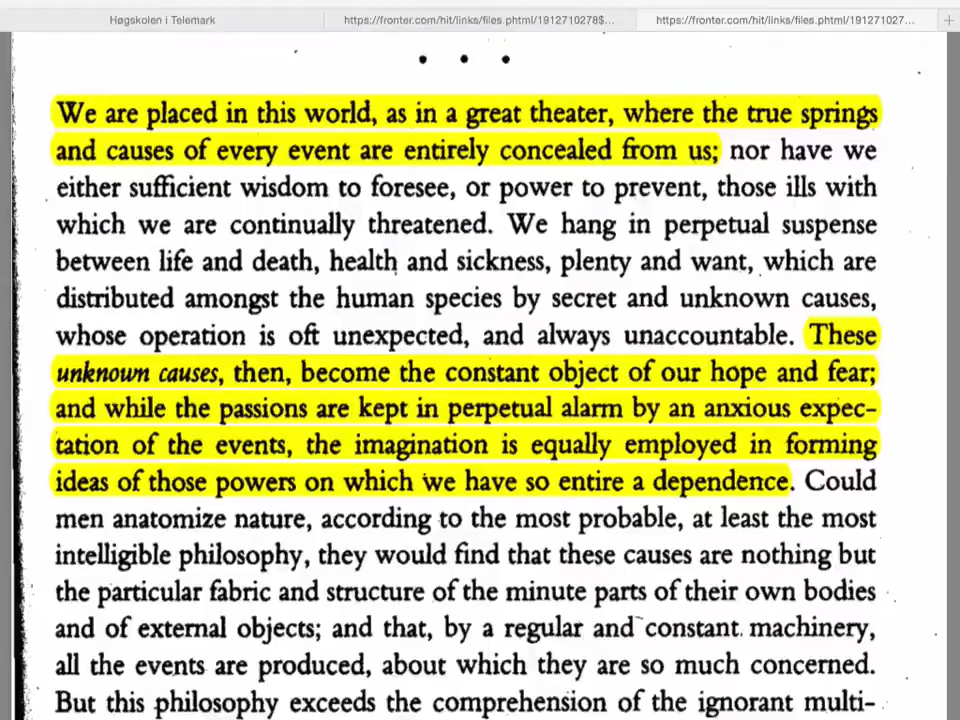 Høgskolen i Telemark
https://fronter.com/hit/links/files.phtml/1912710278$...
https://fronter.com/hit/links/files.phtml/191271027...
+
• • •
We are placed in this world, as in a great theater, where the true springs
and causes of every event are entirely concealed from us; nor have we
either sufficient wisdom to foresee, or power to prevent, those ills with
which we are continually threatened. We hang in perpetual suspense
between life and death, health and sickness, plenty and want, which are
distributed amongst the human species by secret and unknown causes,
whose operation is oft unexpected, and always unaccountable. These
unknown causes, then, become the constant object of our hope and fear;
and while the passions are kept in perpetual alarm by an anxious expec-
tation of the events, the imagination is equally employed in forming
ideas of those powers on which we have so entire a dependence. Could
men anatomize nature, according to the most probable, at least the most
intelligible philosophy, they would find that these causes are nothing but
the particular fabric and structure of the minute parts of their own bodies
and of external objects; and that, by a regular and constant machinery,
all the events are produced, about which they are so much concerned.
But this philosophy exceeds the comprehension of the ignorant multi-